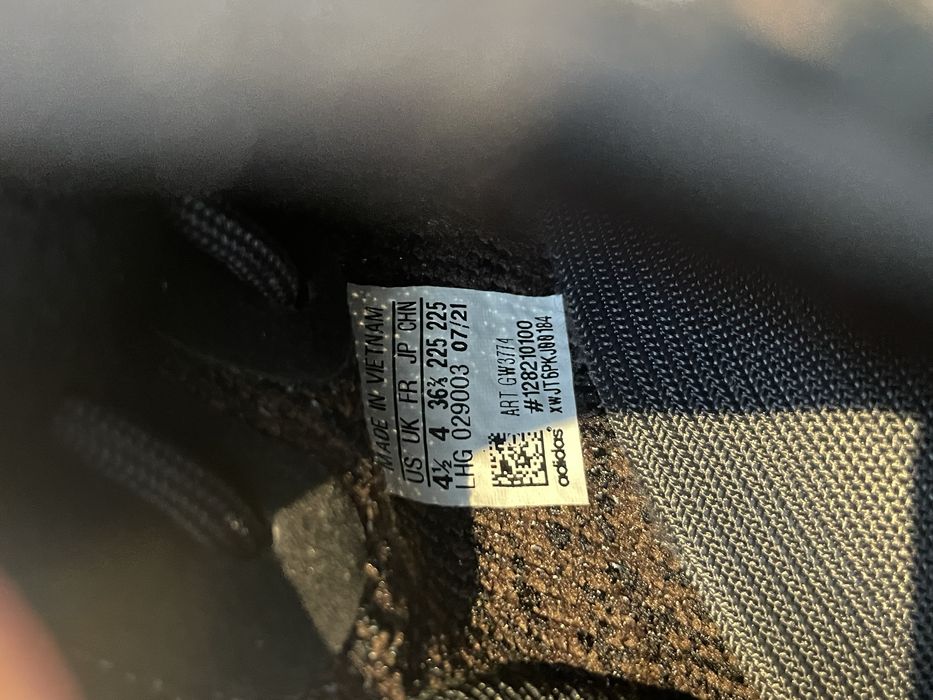 MADE IN VIETNAM
US UK FR JP CHN
4½ 4 36⅔ 225 225
LHG 029003 07/21
ART GW3774
#128210100
XWJT6PKJ00184
adidas®